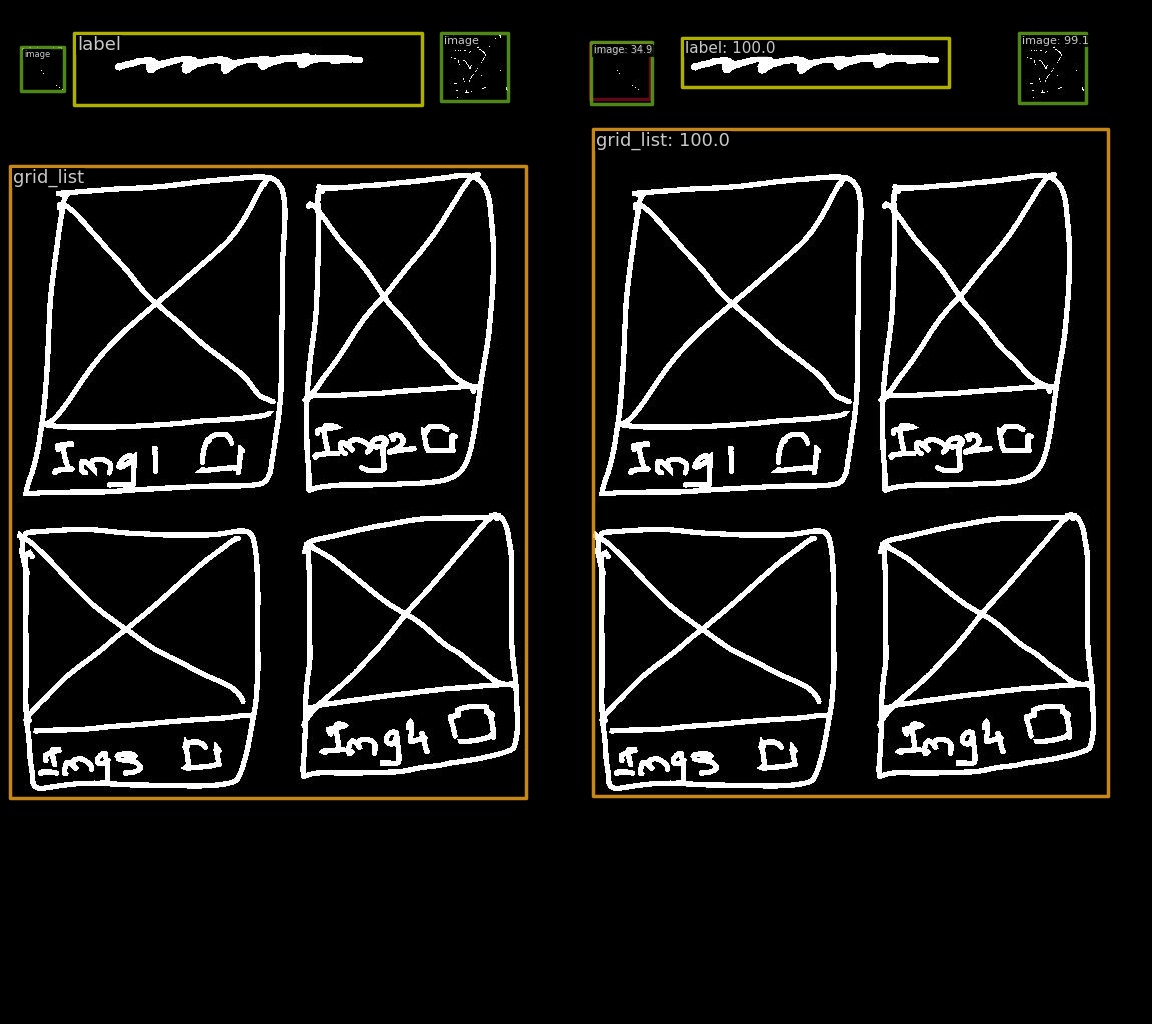 image label image image: 34.9 label: 100.0 image: 99.1
grid_list grid_list: 100.0
Img1 Img2 Img1 Img2
Img3 Img4 Img3 Img4